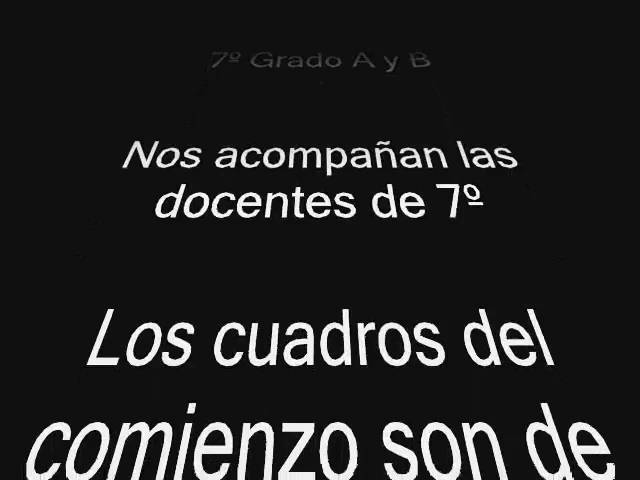 7º Grado A y B
Nos acompañan las
docentes de 7º
Los cuadros del
comienzo son de